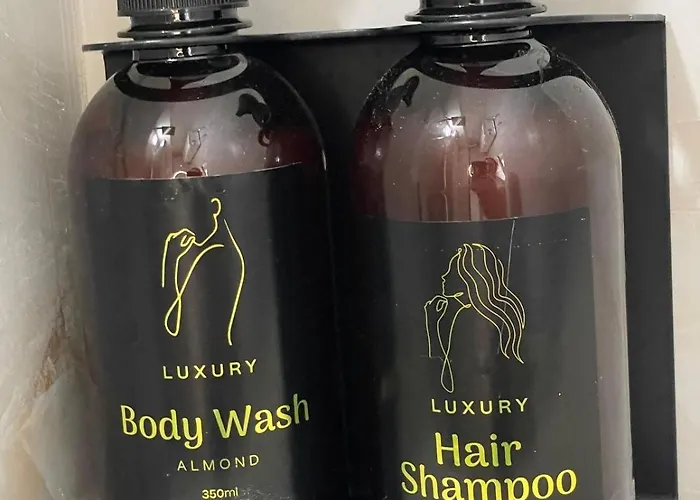 LUXURY
Body Wash
ALMOND
350ml
LUXURY
Hair
Shampoo